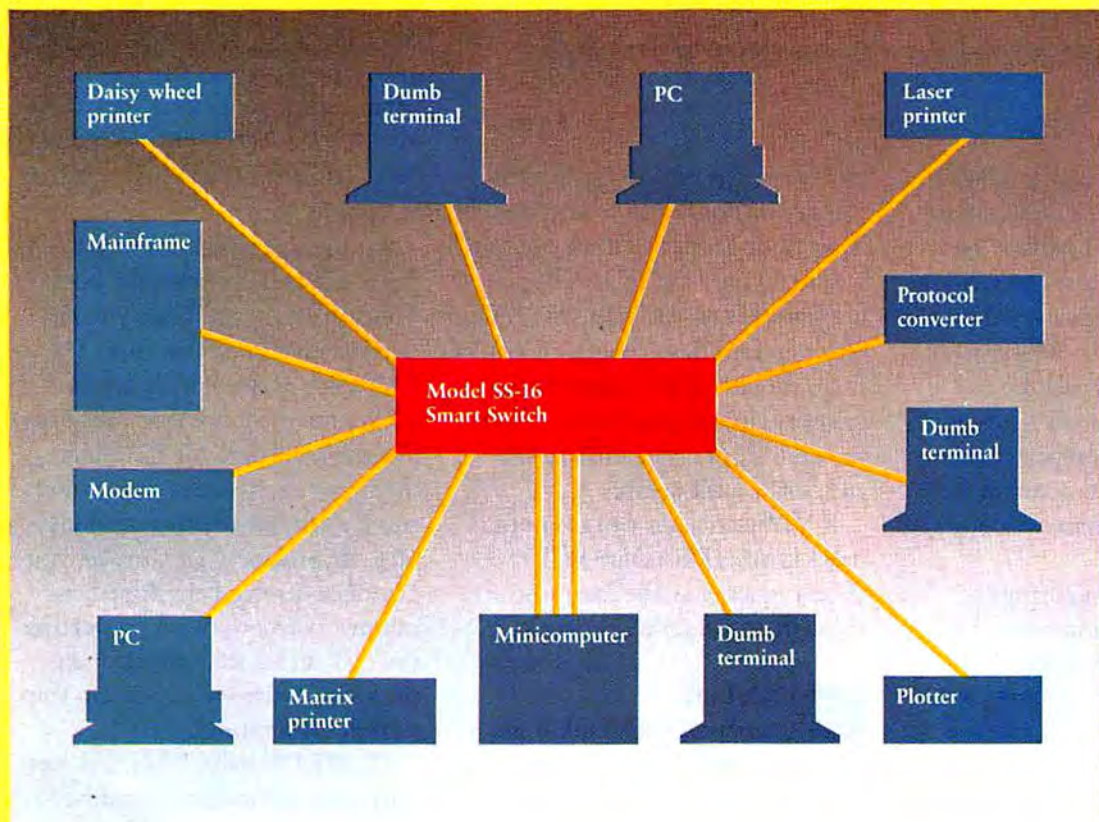 Daisy wheel
printer
Dumb
terminal
PC
Laser
printer
Mainframe
Protocol
converter
Model SS-16
Smart Switch
Dumb
terminal
Modem
PC
Matrix
printer
Minicomputer
Dumb
terminal
Plotter